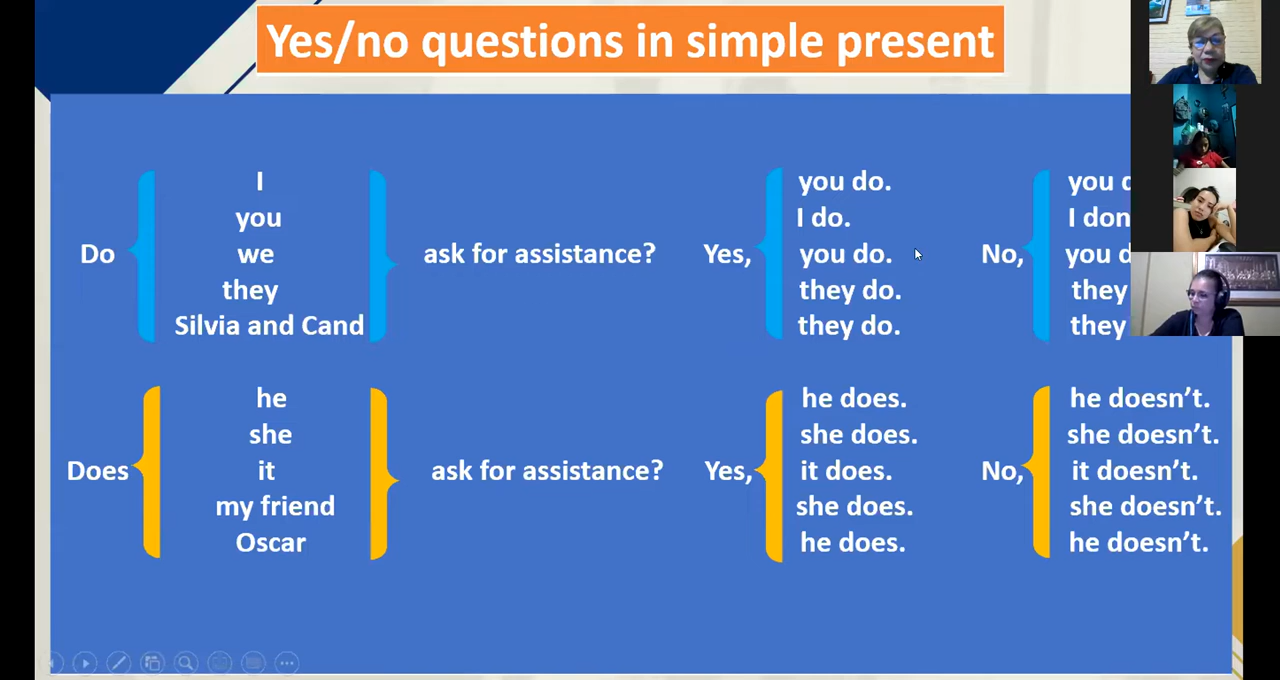 Yes/no questions in simple present
I
you
Do we ask for assistance?
they
Silvia and Cand
you do.
I do.
Yes, you do.
they do.
they do.
you
I
No, you
they
they
he
she
Does it ask for assistance?
my friend
Oscar
he does.
she does.
Yes, it does.
she does.
he does.
he doesn’t.
she doesn’t.
No, it doesn’t.
she doesn’t.
he doesn’t.